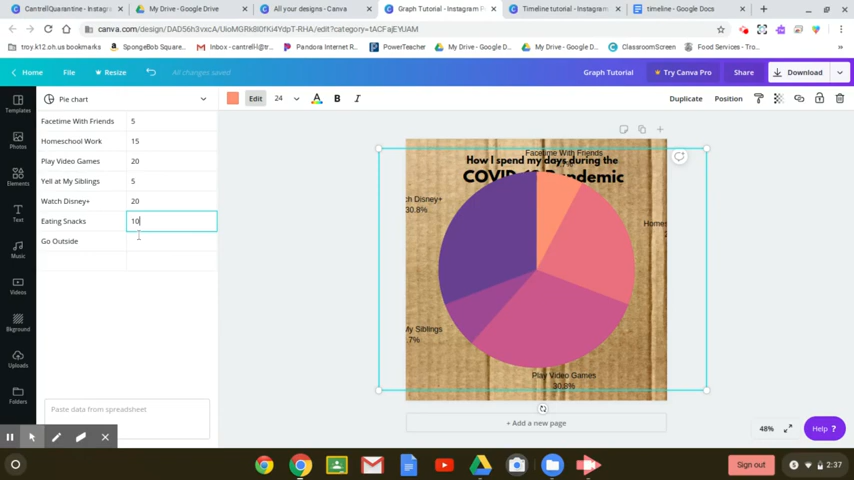 CantrellQuarantine - Instagram
My Drive - Google Drive
All your designs - Canva
Graph Tutorial - Instagram P
Timeline tutorial - Instagram
timeline - Google Docs
canva.com/design/DAD56h3vxcA/UioMGRk8l0fKi4YdpT-RHA/edit?category=tACFajEYUAM
troy.k12.oh.us bookmarks
SpongeBob Square...
Inbox - cantrell@tr...
Pandora Internet R...
PowerTeacher
My Drive - Google D...
My Drive - Google D...
ClassroomScreen
Food Services - Tro...
Home
File
Resize
All changes saved
Graph Tutorial
Try Canva Pro
Share
Download
Templates
Photos
Elements
Text
Music
Videos
Bkground
Uploads
Folders
Pie chart
Edit
24
B
I
Duplicate
Position
Facetime With Friends 5
Homeschool Work 15
Play Video Games 20
Yell at My Siblings 5
Watch Disney+ 20
Eating Snacks 10
Go Outside
Paste data from spreadsheet
Facetime With Friends
How I spend my days during the
COVID-19 Pandemic
ch Disney+
30.8%
Homes
2
My Siblings
.7%
Play Video Games
30.8%
+ Add a new page
48%
Help ?
Sign out
2:37